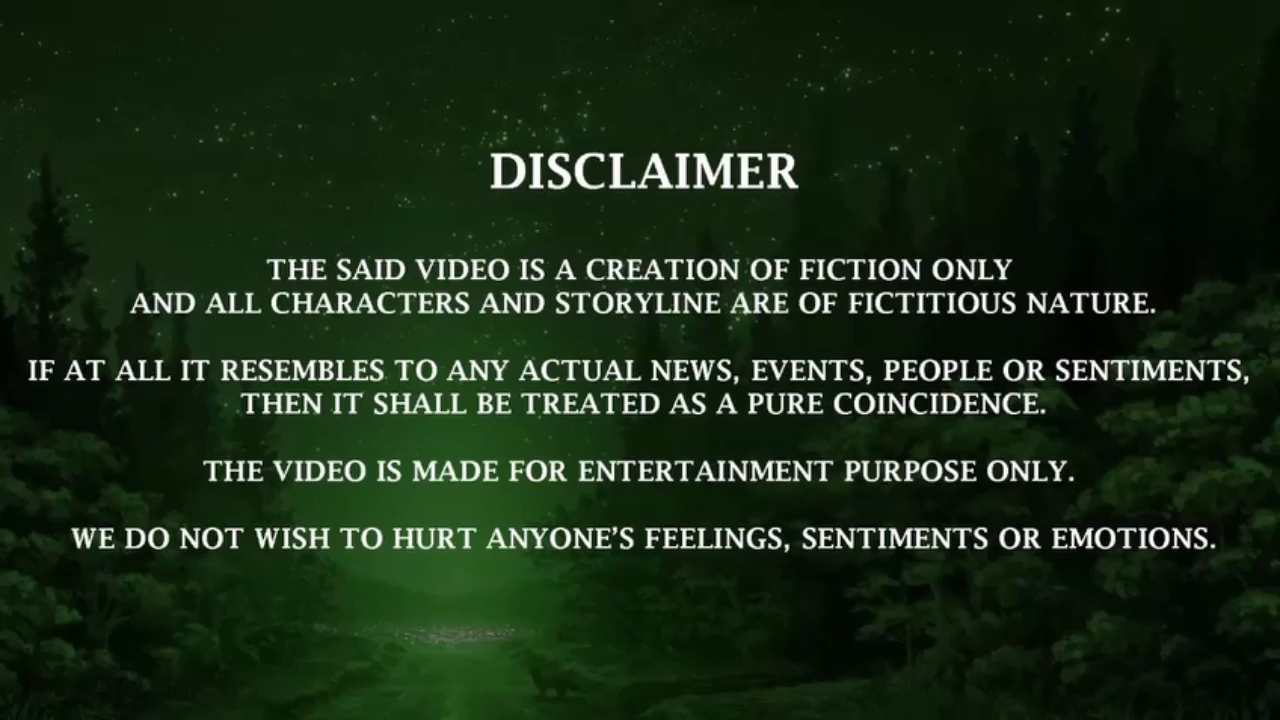 DISCLAIMER
THE SAID VIDEO IS A CREATION OF FICTION ONLY
AND ALL CHARACTERS AND STORYLINE ARE OF FICTITIOUS NATURE.
IF AT ALL IT RESEMBLES TO ANY ACTUAL NEWS, EVENTS, PEOPLE OR SENTIMENTS,
THEN IT SHALL BE TREATED AS A PURE COINCIDENCE.
THE VIDEO IS MADE FOR ENTERTAINMENT PURPOSE ONLY.
WE DO NOT WISH TO HURT ANYONE’S FEELINGS, SENTIMENTS OR EMOTIONS.